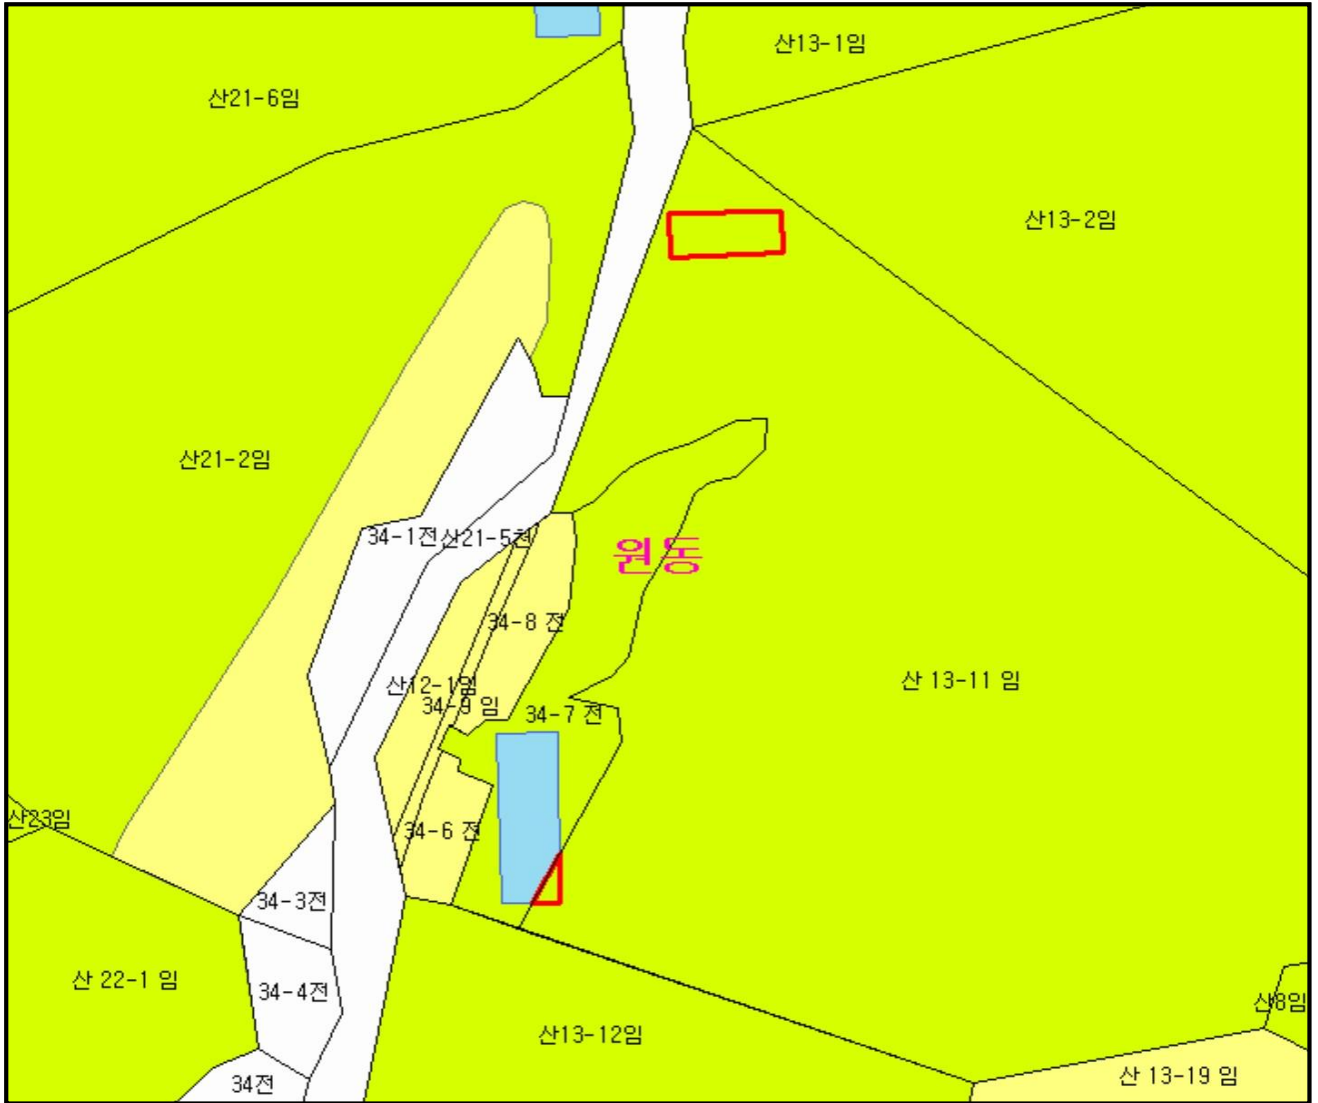 산13-1임
산21-6임
산13-2임
산21-2임
34-1전
산21-5천
원동
34-8 전
산 13-11 임
산12-1임
34-9 임
34-7 전
산23임
34-6 전
34-3전
산 22-1 임
34-4전
산8임
산13-12임
산 13-19 임
34전